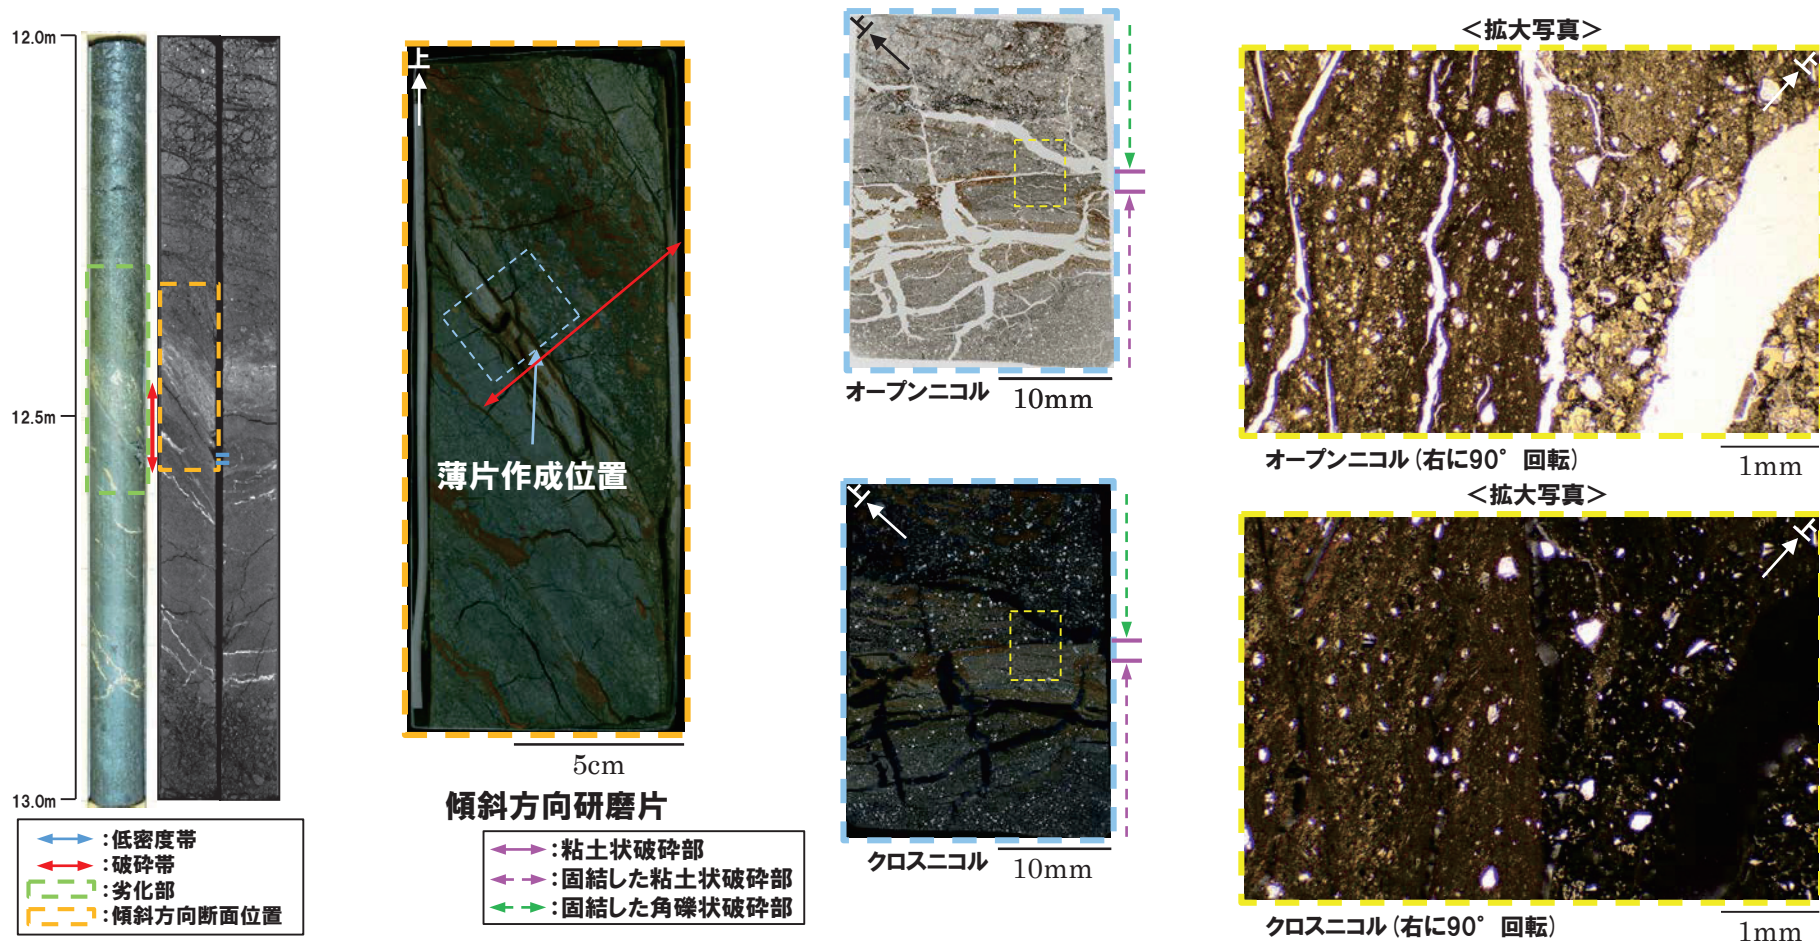 12.0m
12.5m
13.0m
:低密度帯
:破砕帯
:劣化部
:傾斜方向断面位置
上
薄片作成位置
5cm
傾斜方向研磨片
:粘土状破砕部
:固結した粘土状破砕部
:固結した角礫状破砕部
上
オープンニコル
10mm
上
クロスニコル
10mm
<拡大写真>
上
オープンニコル(右に90°回転)
1mm
<拡大写真>
上
クロスニコル(右に90°回転)
1mm